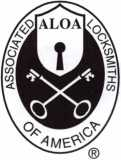 ASSOCIATED LOCKSMITHS
ALOA
OF AMERICA
®